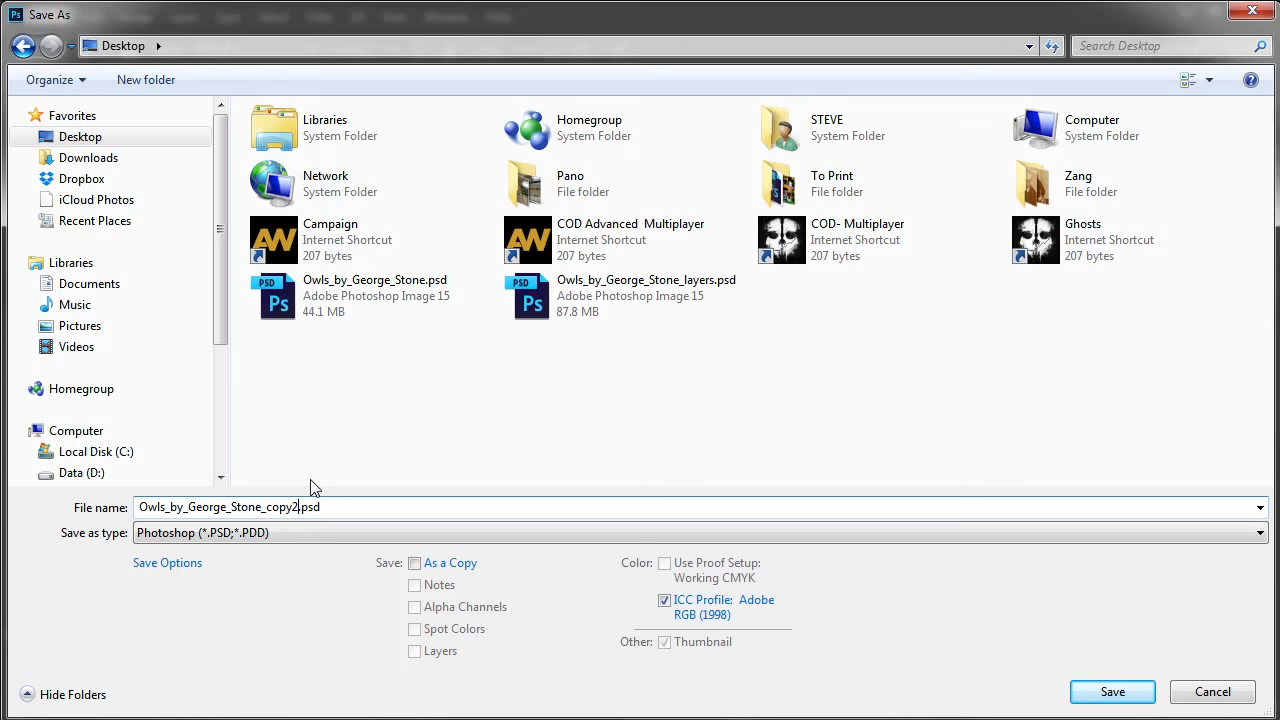 Save As
Desktop
Search Desktop
Organize
New folder
Favorites
Desktop
Downloads
Dropbox
iCloud Photos
Recent Places
Libraries
Documents
Music
Pictures
Videos
Homegroup
Computer
Local Disk (C:)
Data (D:)
Libraries
System Folder
Homegroup
System Folder
STEVE
System Folder
Computer
System Folder
Network
System Folder
Pano
File folder
To Print
File folder
Zang
File folder
Campaign
Internet Shortcut
207 bytes
COD Advanced Multiplayer
Internet Shortcut
207 bytes
COD- Multiplayer
Internet Shortcut
207 bytes
Ghosts
Internet Shortcut
207 bytes
PSD
Ps
Owls_by_George_Stone.psd
Adobe Photoshop Image 15
44.1 MB
PSD
Ps
Owls_by_George_Stone_layers.psd
Adobe Photoshop Image 15
87.8 MB
File name: Owls_by_George_Stone_copy2.psd
Save as type: Photoshop (*.PSD;*.PDD)
Save Options
Save: As a Copy
Notes
Alpha Channels
Spot Colors
Layers
Color: Use Proof Setup:
Working CMYK
ICC Profile: Adobe
RGB (1998)
Other: Thumbnail
Hide Folders
Save
Cancel